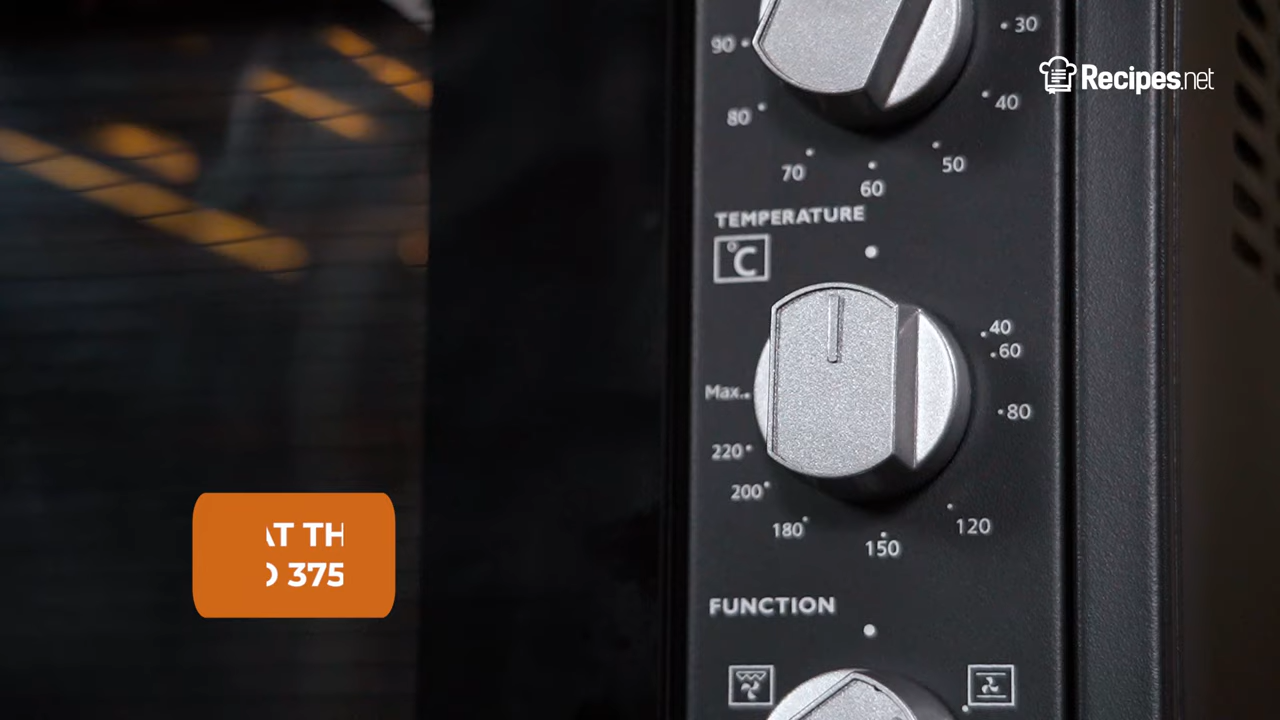 30
90
Recipes.net
40
80
50
70
60
TEMPERATURE
°C
40
60
Max.
80
220
200
120
180
150
AT TH
375
FUNCTION